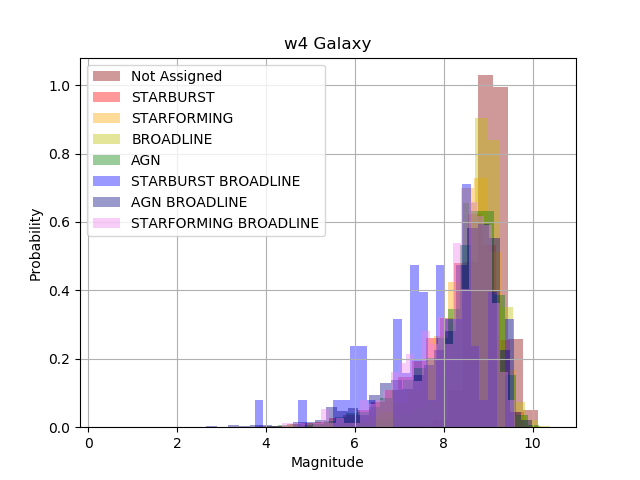 w4 Galaxy
Not Assigned
STARBURST
STARFORMING
BROADLINE
AGN
STARBURST BROADLINE
AGN BROADLINE
STARFORMING BROADLINE
Probability
1.0
0.8
0.6
0.4
0.2
0.0
0 2 4 6 8 10
Magnitude